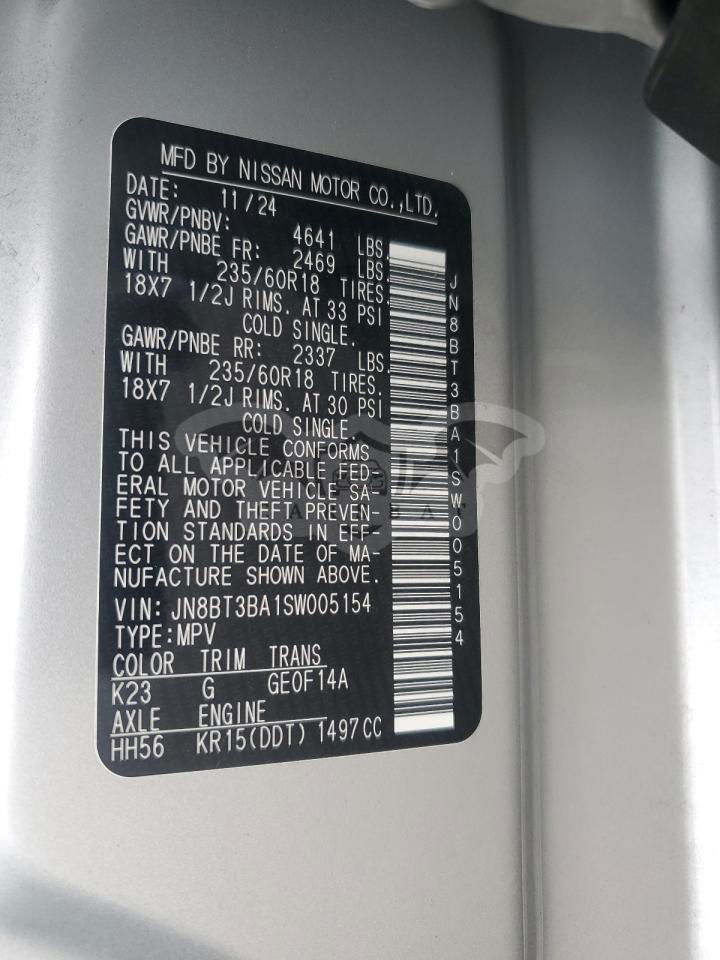 MFD BY NISSAN MOTOR CO.,LTD.
DATE: 11/24
GVWR/PNBV: 4641 LBS.
GAWR/PNBE FR: 2469 LBS.
WITH 235/60R18 TIRES.
18X7 1/2J RIMS. AT 33 PSI
COLD SINGLE.
GAWR/PNBE RR: 2337 LBS.
WITH 235/60R18 TIRES.
18X7 1/2J RIMS. AT 30 PSI
COLD SINGLE.
THIS VEHICLE CONFORMS
TO ALL APPLICABLE FED-
ERAL MOTOR VEHICLE SA-
FETY AND THEFT PREVEN-
TION STANDARDS IN EFF-
ECT ON THE DATE OF MA-
NUFACTURE SHOWN ABOVE.
VIN: JN8BT3BA1SW005154
TYPE:MPV
COLOR TRIM TRANS
K23 G GE0F14A
AXLE ENGINE
HH56 KR15(DDT) 1497CC
JN8BT3BA1SW005154